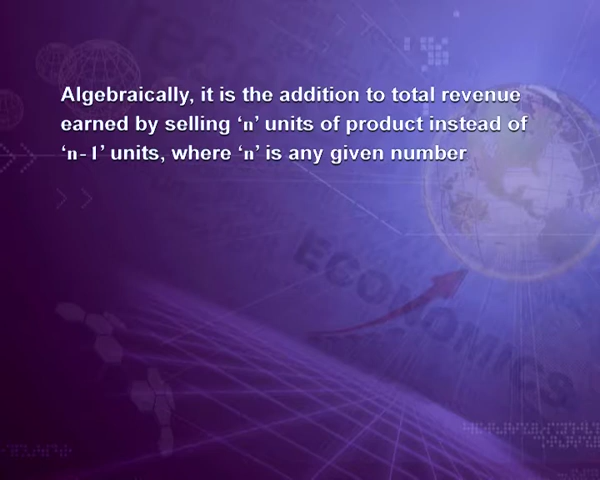 Algebraically, it is the addition to total revenue
earned by selling ‘n’ units of product instead of
‘n - 1’ units, where ‘n’ is any given number
ECONOMICS